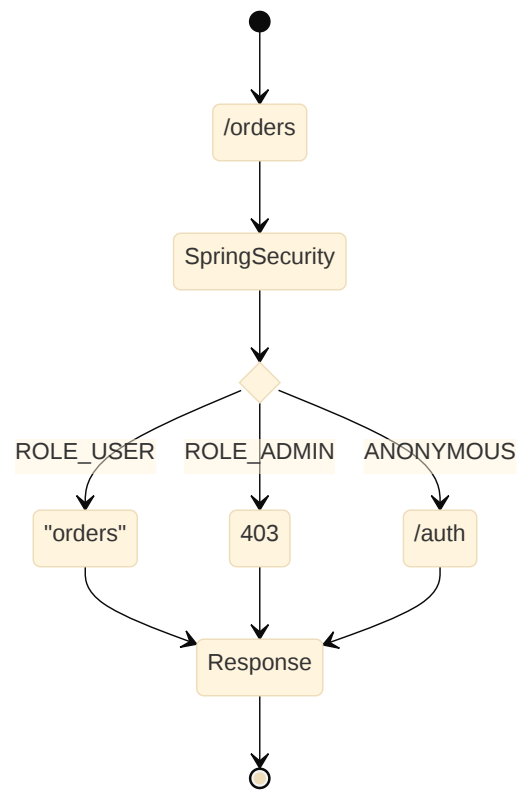 /orders
SpringSecurity
ROLE_USER
ROLE_ADMIN
ANONYMOUS
"orders"
403
/auth
Response